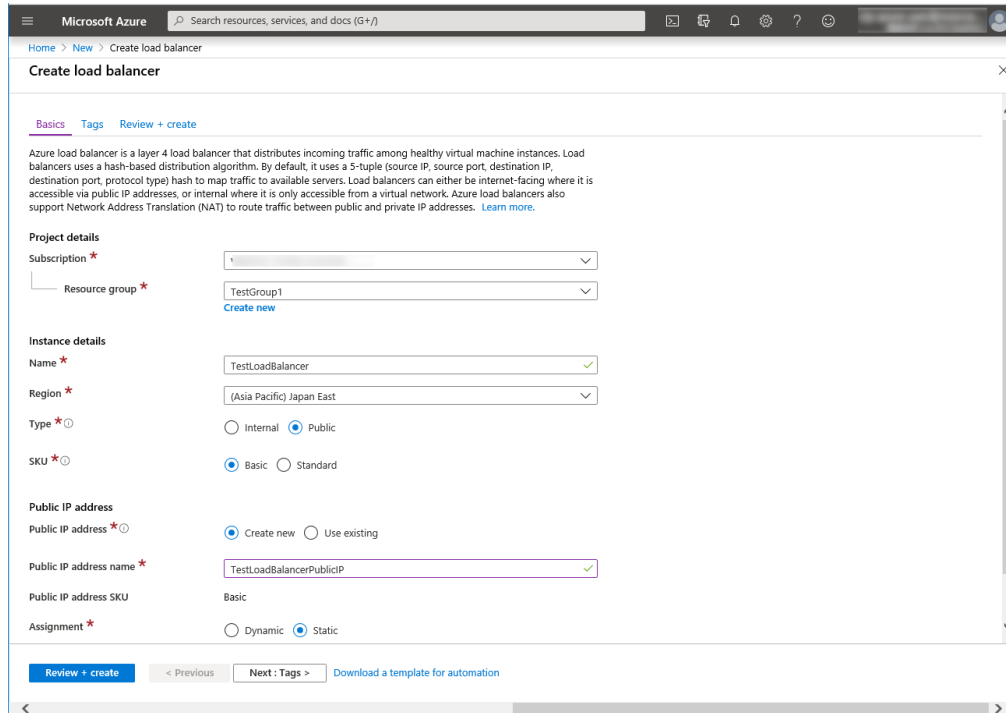 Microsoft Azure
Search resources, services, and docs (G+/)
Home > New > Create load balancer
Create load balancer
Basics Tags Review + create
Azure load balancer is a layer 4 load balancer that distributes incoming traffic among healthy virtual machine instances. Load
balancers uses a hash-based distribution algorithm. By default, it uses a 5-tuple (source IP, source port, destination IP,
destination port, protocol type) hash to map traffic to available servers. Load balancers can either be internet-facing where it is
accessible via public IP addresses, or internal where it is only accessible from a virtual network. Azure load balancers also
support Network Address Translation (NAT) to route traffic between public and private IP addresses. Learn more.
Project details
Subscription *
Resource group * TestGroup1
Create new
Instance details
Name * TestLoadBalancer
Region * (Asia Pacific) Japan East
Type * Internal Public
SKU * Basic Standard
Public IP address
Public IP address * Create new Use existing
Public IP address name * TestLoadBalancerPublicIP
Public IP address SKU Basic
Assignment * Dynamic Static
Review + create < Previous Next : Tags > Download a template for automation